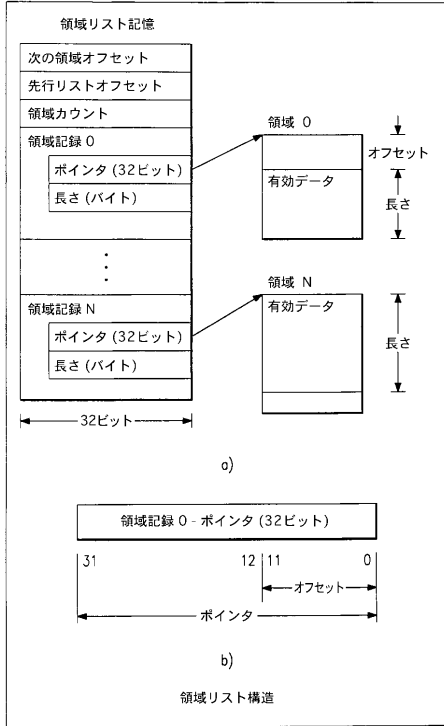 領域リスト記憶
次の領域オフセット
先行リストオフセット
領域カウント
領域記録 0
ポインタ (32ビット)
長さ (バイト)
領域記録 N
ポインタ (32ビット)
長さ (バイト)
32ビット
領域 0
有効データ
オフセット
長さ
領域 N
有効データ
長さ
a)
領域記録 0 - ポインタ (32ビット)
31 12 11 0
オフセット
ポインタ
b)
領域リスト構造